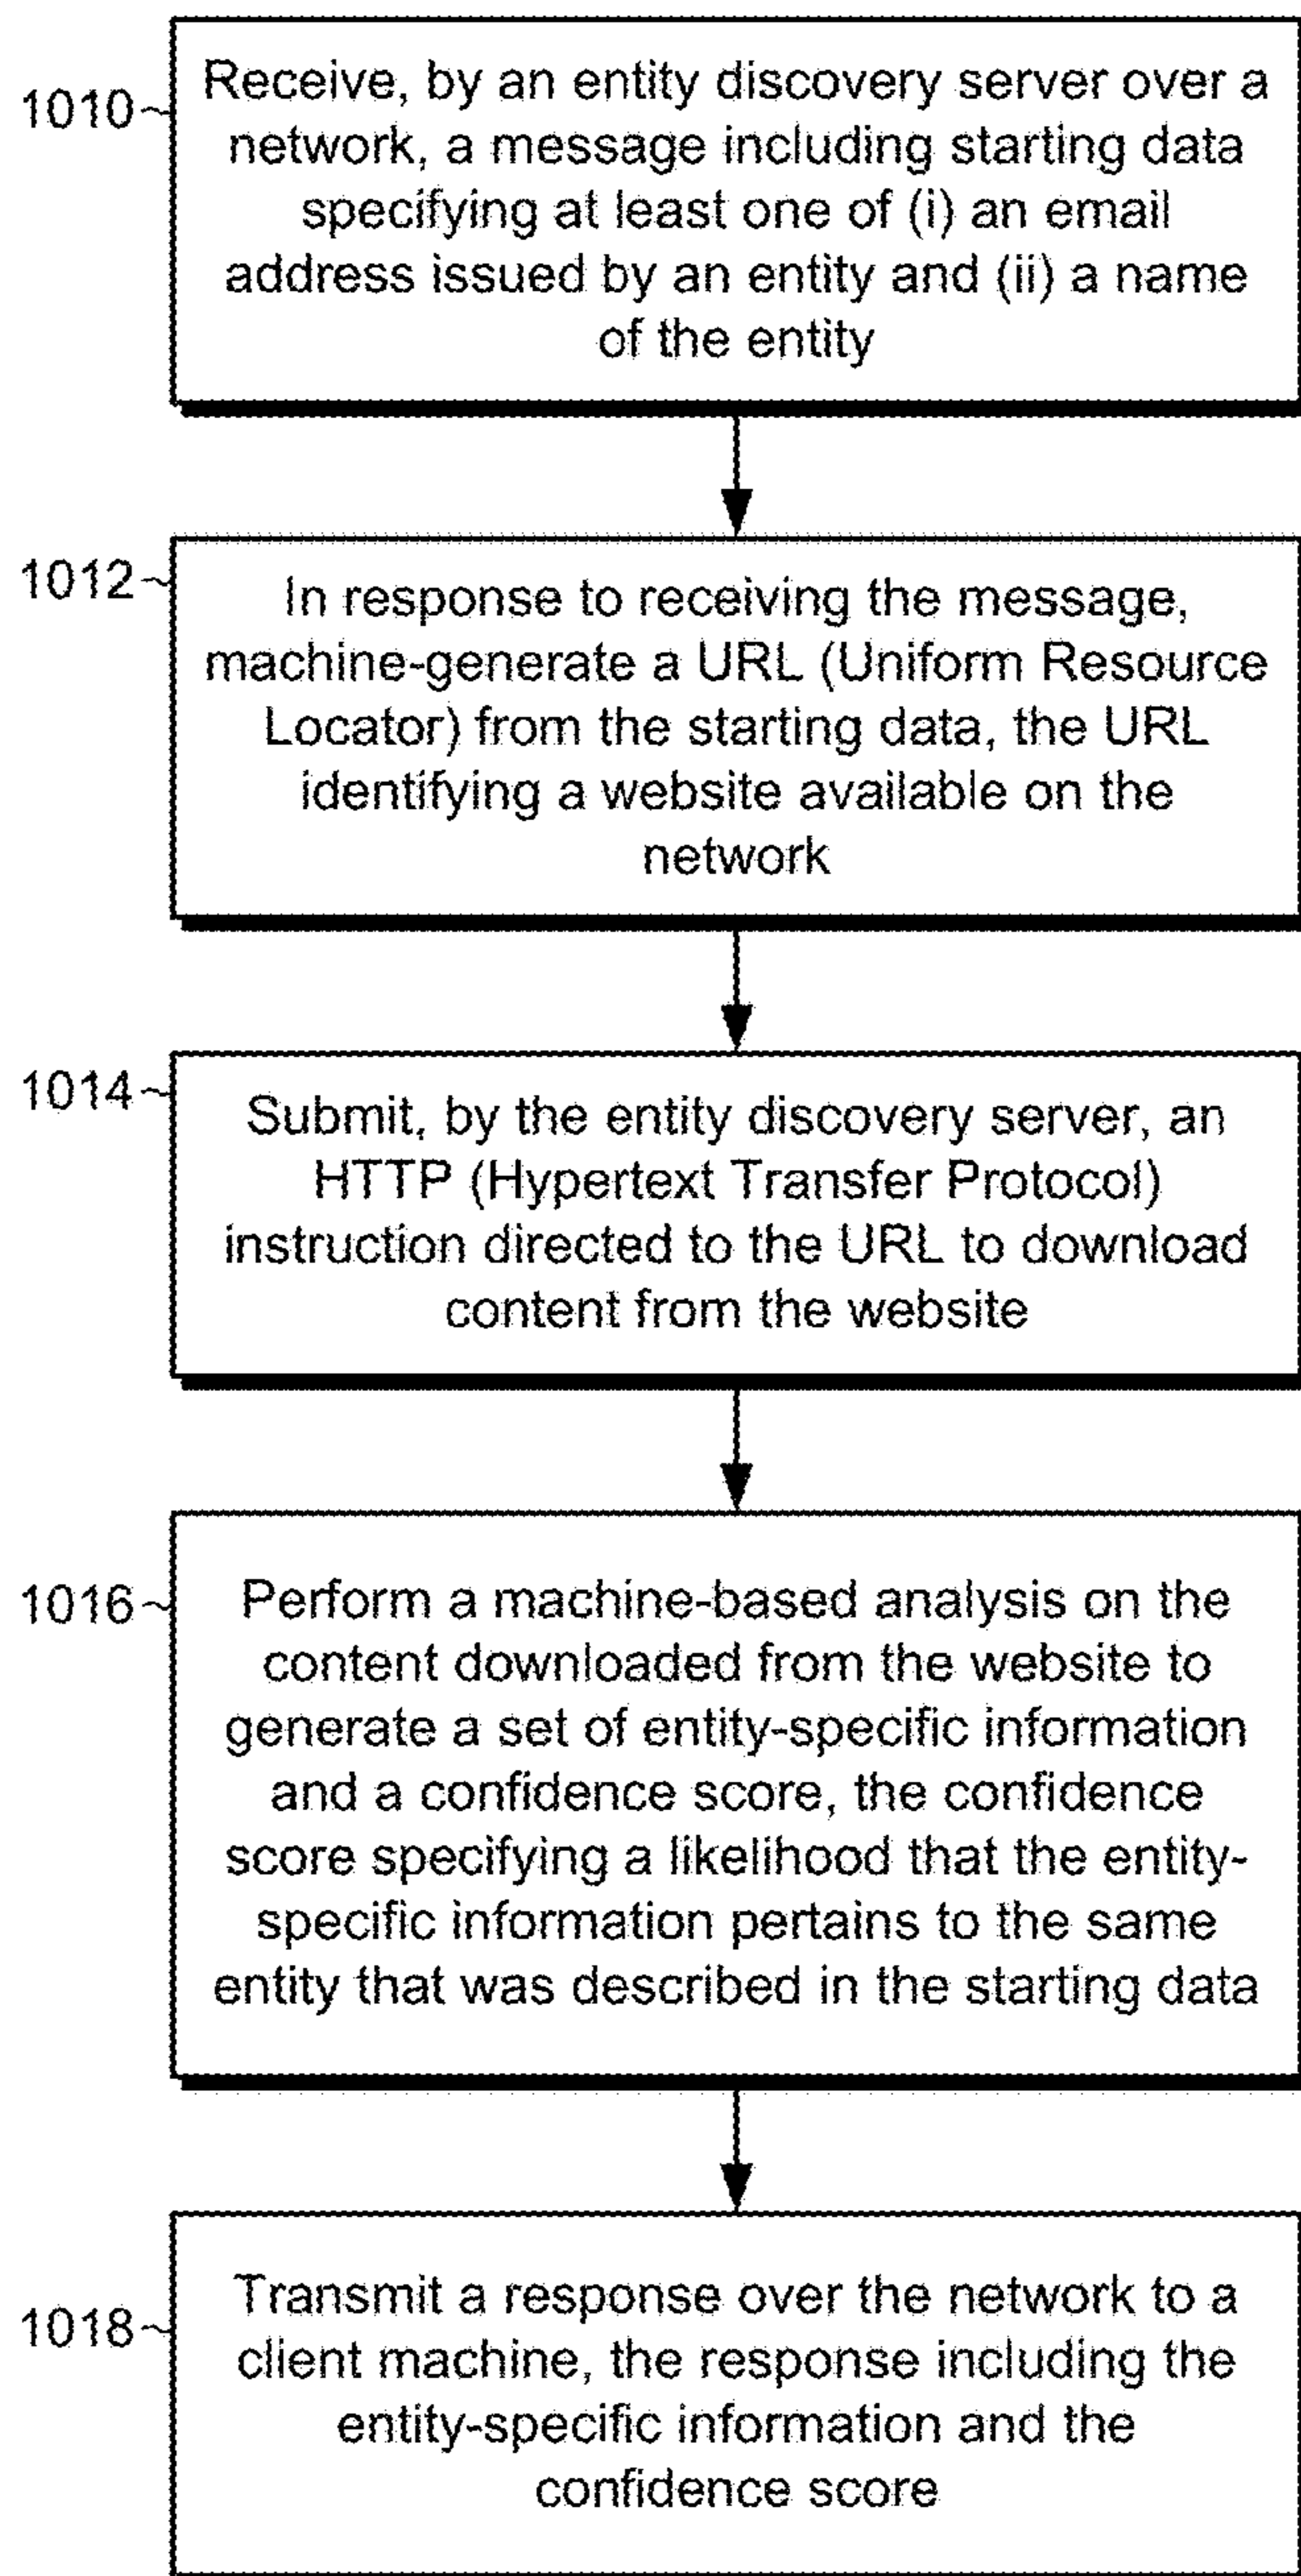 1010
Receive, by an entity discovery server over a
network, a message including starting data
specifying at least one of (i) an email
address issued by an entity and (ii) a name
of the entity
1012
In response to receiving the message,
machine-generate a URL (Uniform Resource
Locator) from the starting data, the URL
identifying a website available on the
network
1014
Submit, by the entity discovery server, an
HTTP (Hypertext Transfer Protocol)
instruction directed to the URL to download
content from the website
1016
Perform a machine-based analysis on the
content downloaded from the website to
generate a set of entity-specific information
and a confidence score, the confidence
score specifying a likelihood that the entity-
specific information pertains to the same
entity that was described in the starting data
1018
Transmit a response over the network to a
client machine, the response including the
entity-specific information and the
confidence score